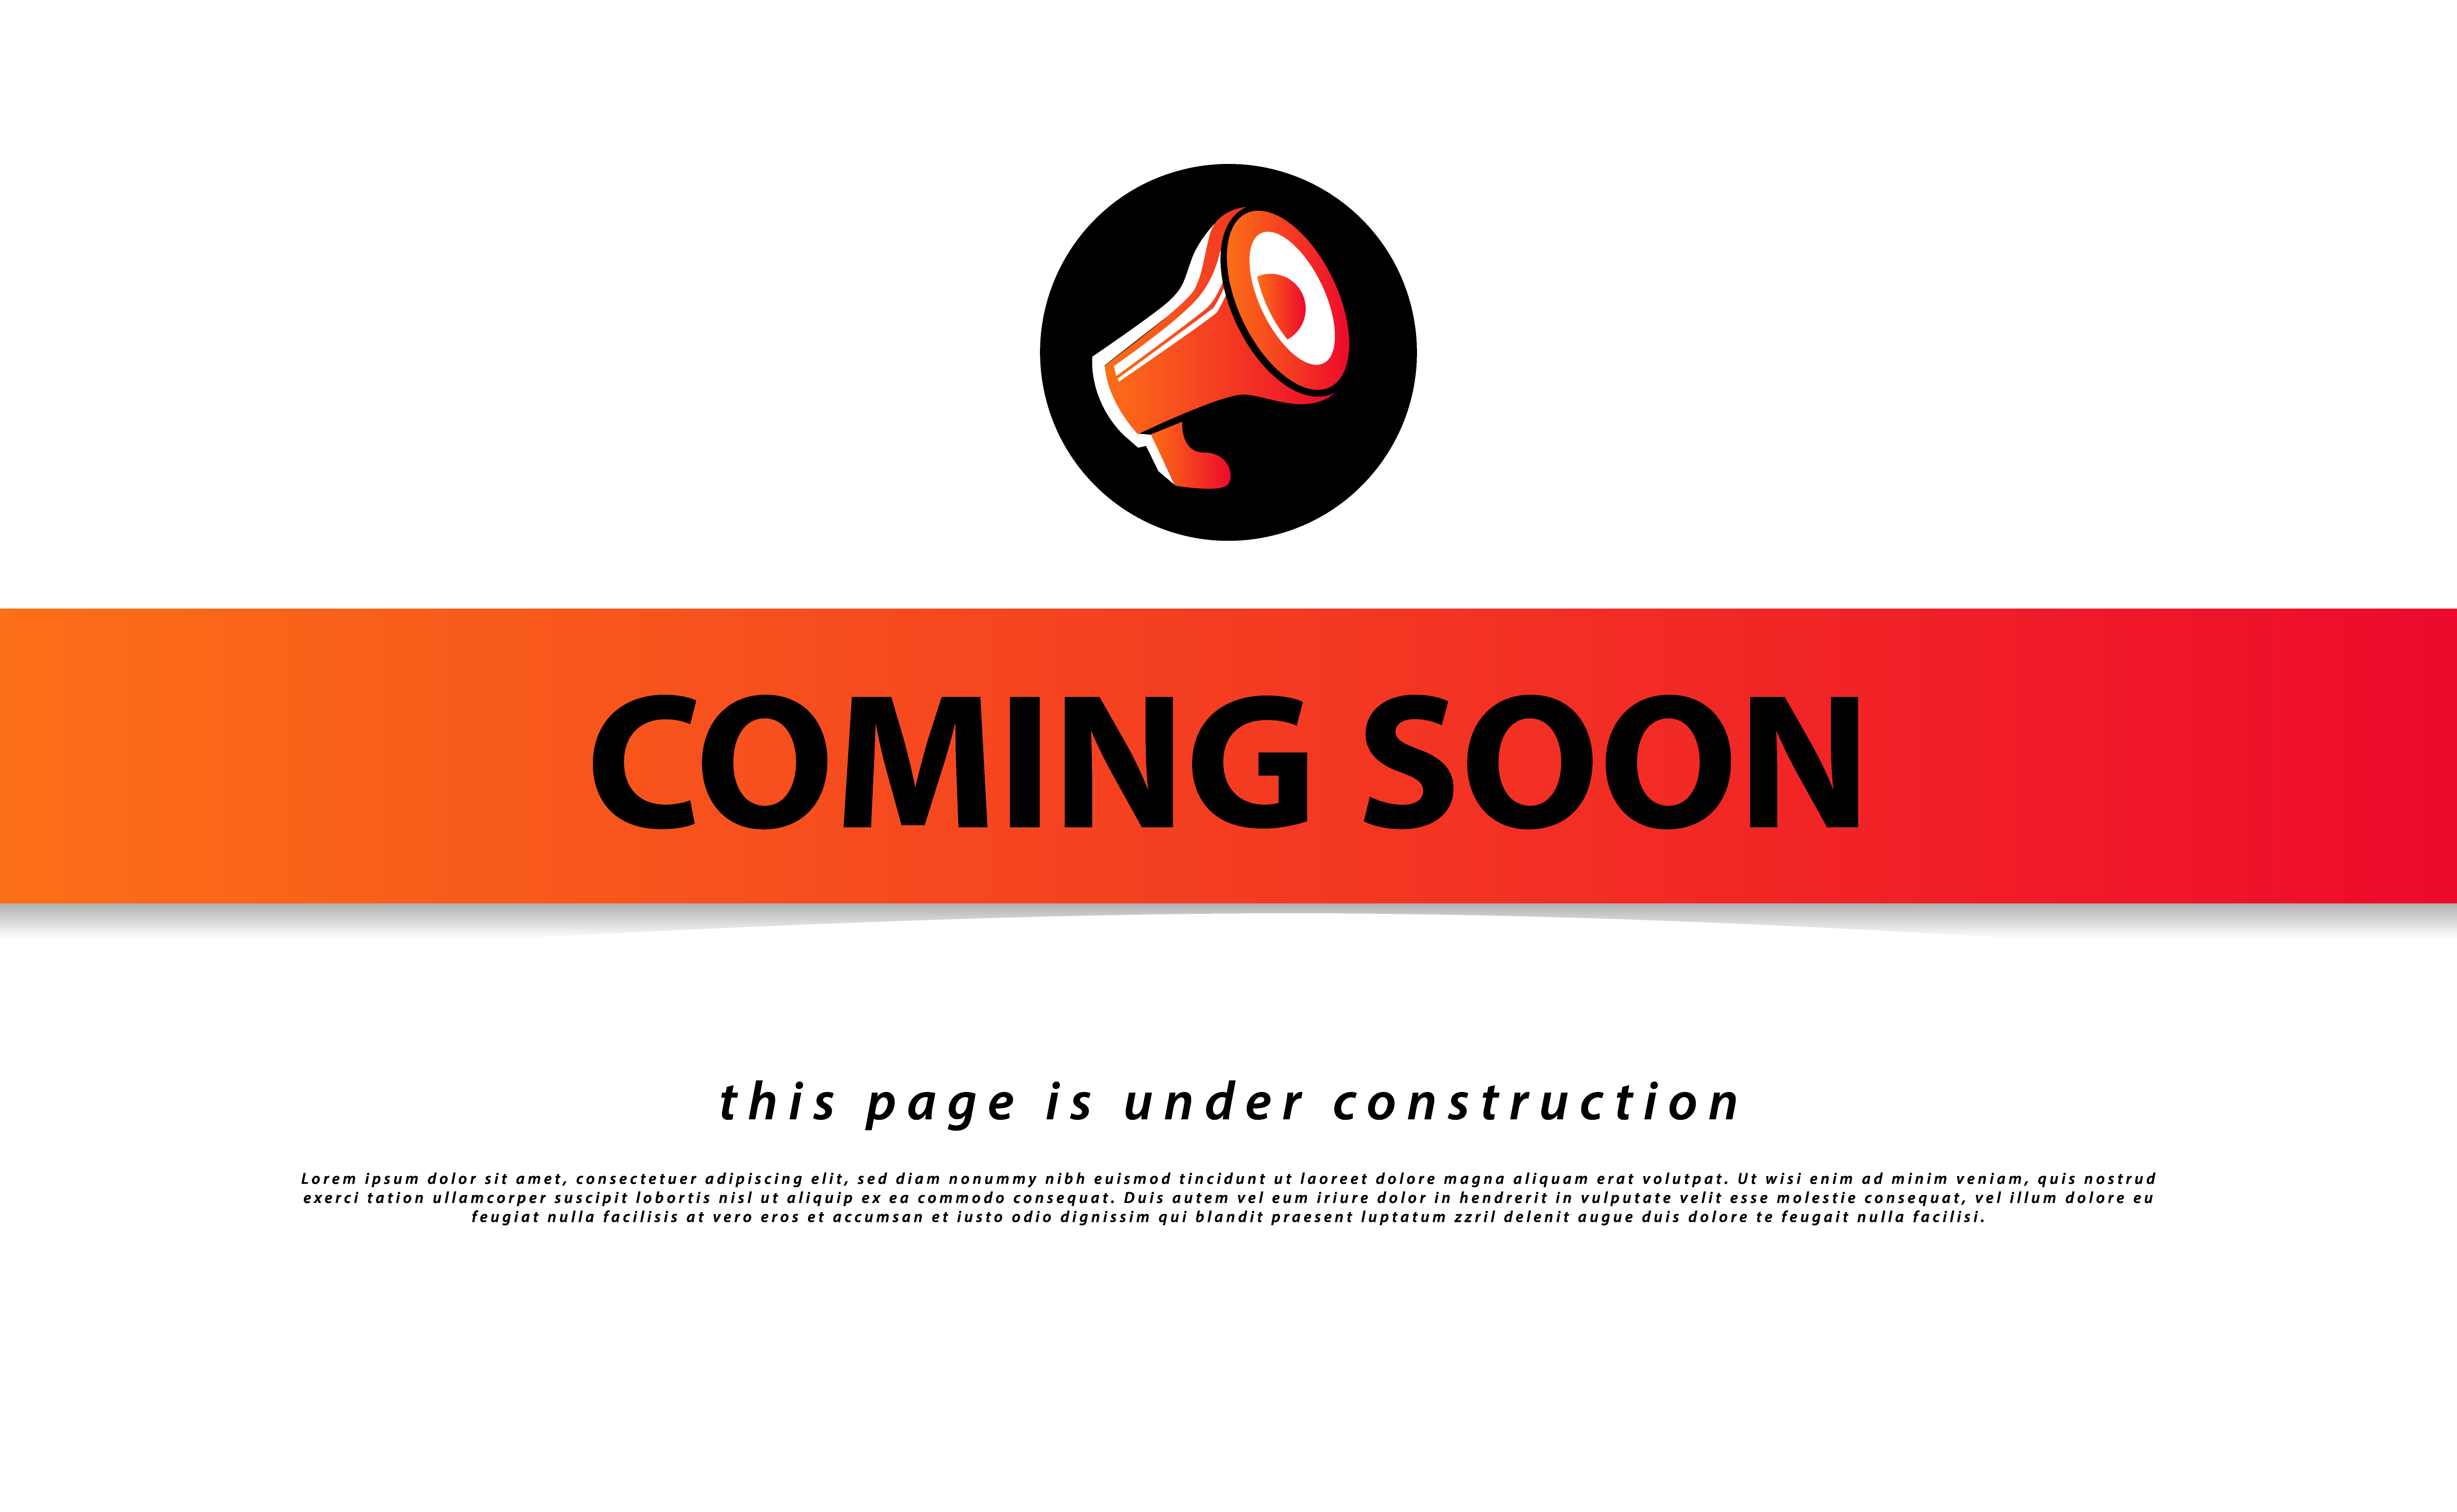 COMING SOON
this page is under construction
Lorem ipsum dolor sit amet, consectetuer adipiscing elit, sed diam nonummy nibh euismod tincidunt ut laoreet dolore magna aliquam erat volutpat. Ut wisi enim ad minim veniam, quis nostrud
exerci tation ullamcorper suscipit lobortis nisl ut aliquip ex ea commodo consequat. Duis autem vel eum iriure dolor in hendrerit in vulputate velit esse molestie consequat, vel illum dolore eu
feugiat nulla facilisis at vero eros et accumsan et iusto odio dignissim qui blandit praesent luptatum zzril delenit augue duis dolore te feugait nulla facilisi.